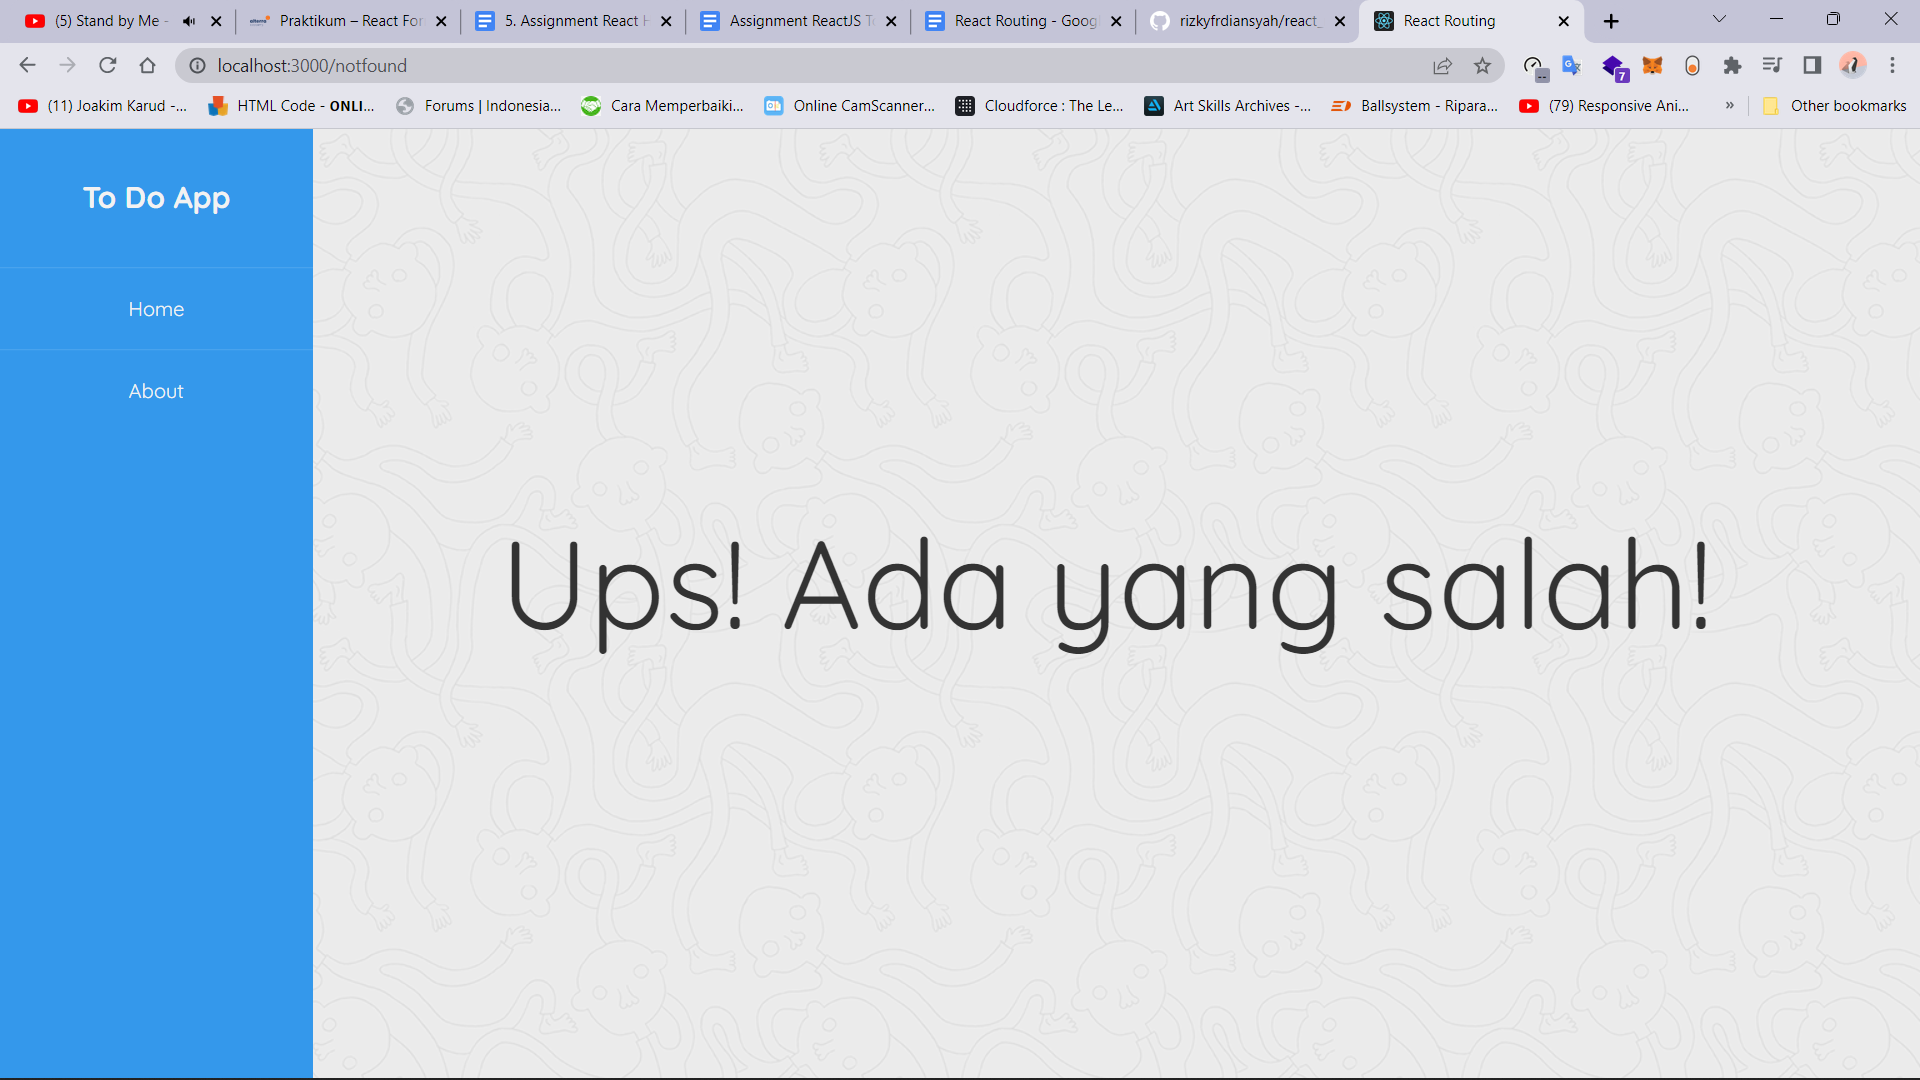 (5) Stand by Me -
Praktikum – React For
5. Assignment React H
Assignment ReactJS To
React Routing - Goog
rizkyfrdiansyah/react_
React Routing
localhost:3000/notfound
7
(11) Joakim Karud -...
HTML Code - ONLI...
Forums | Indonesia...
Cara Memperbaiki...
Online CamScanner...
Cloudforce : The Le...
Art Skills Archives -...
Ballsystem - Ripara...
(79) Responsive Ani...
»
Other bookmarks
To Do App
Home
About
Ups! Ada yang salah!